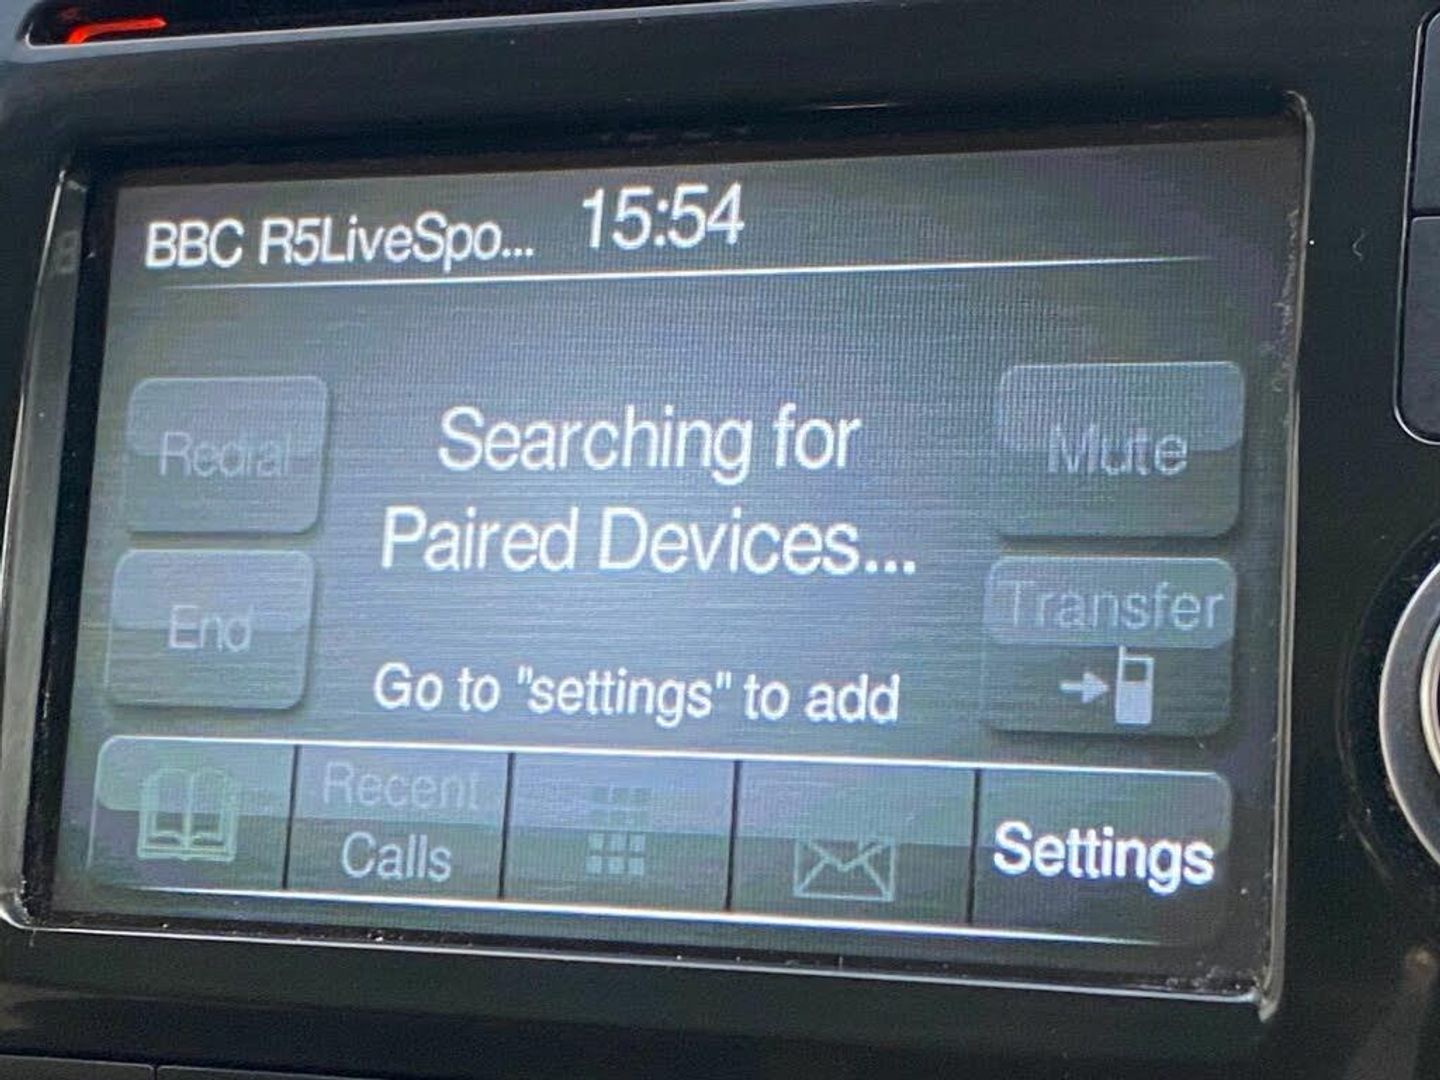 BBC R5LiveSpo... 15:54
Redial
Searching for
Paired Devices...
Mute
End
Transfer
Go to "settings" to add
Recent
Calls
Settings